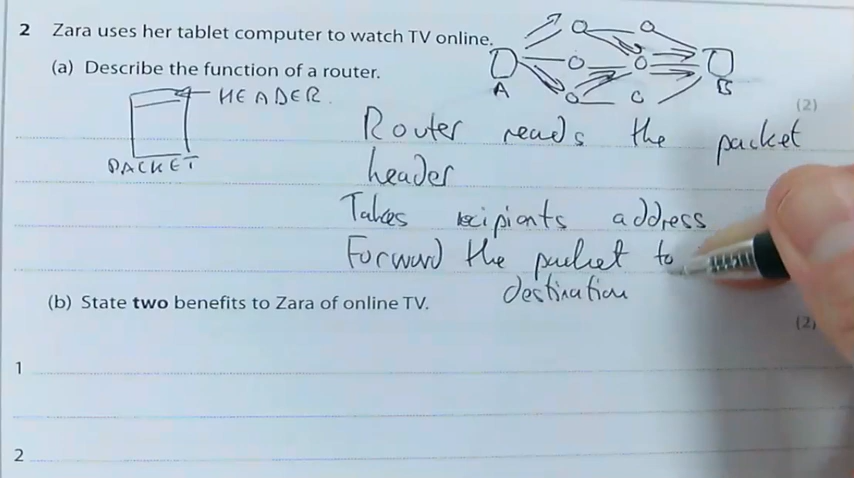 2 Zara uses her tablet computer to watch TV online.
(a) Describe the function of a router.
A
B
(2)
HEADER
PACKET
Router reads the packet
header
Takes recipiants address
Forward the packet to
destination
(b) State two benefits to Zara of online TV.
(2)
1
2